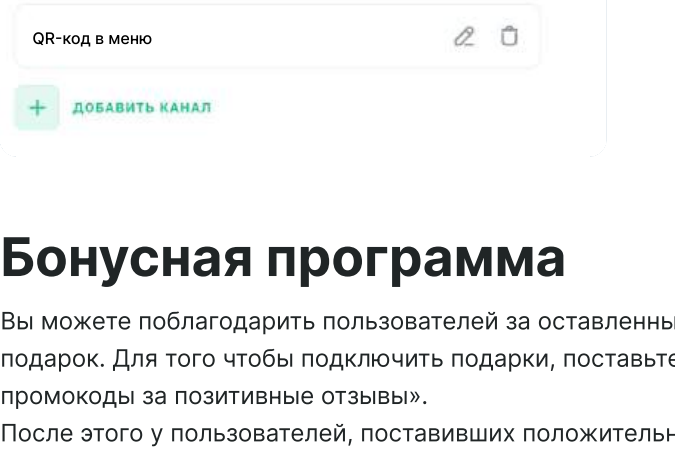 QR-код в меню
ДОБАВИТЬ КАНАЛ
Бонусная программа
Вы можете поблагодарить пользователей за оставленны
подарок. Для того чтобы подключить подарки, поставьте
промокоды за позитивные отзывы».
После этого у пользователей, поставивших положительн